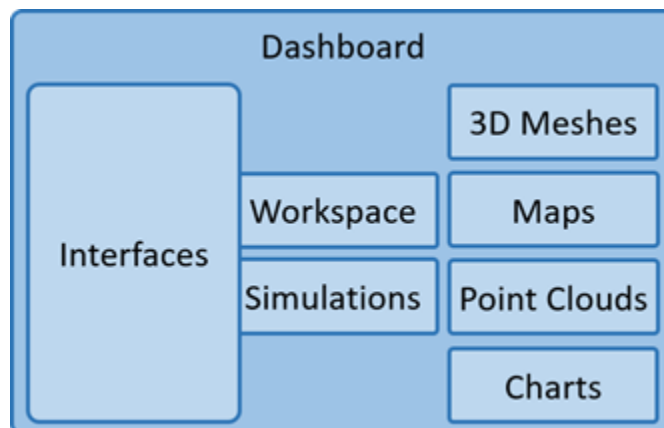 Dashboard
Interfaces
Workspace
Simulations
3D Meshes
Maps
Point Clouds
Charts